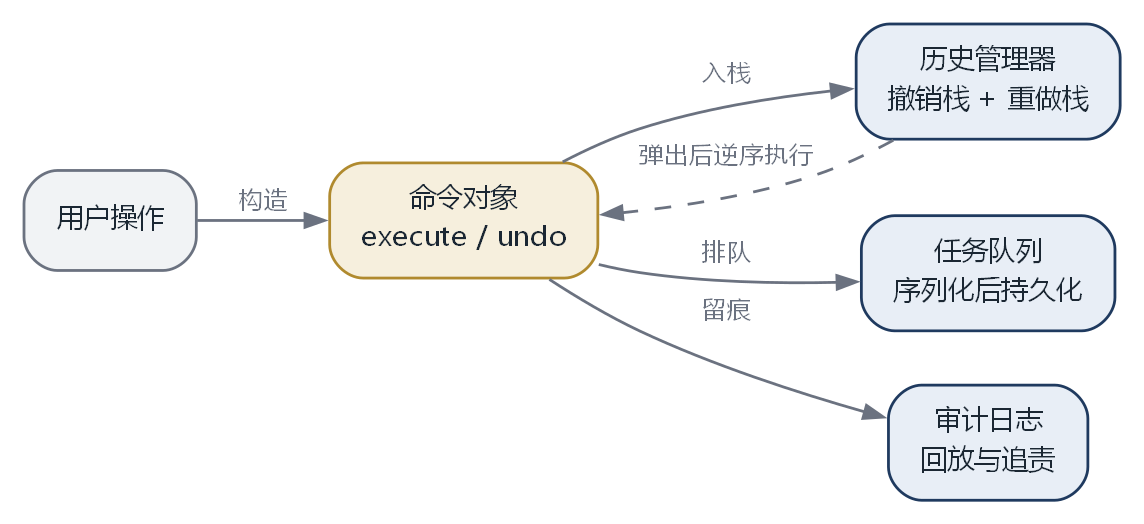 用户操作
构造
命令对象
execute / undo
入栈
弹出后逆序执行
排队
留痕
历史管理器
撤销栈 + 重做栈
任务队列
序列化后持久化
审计日志
回放与追责